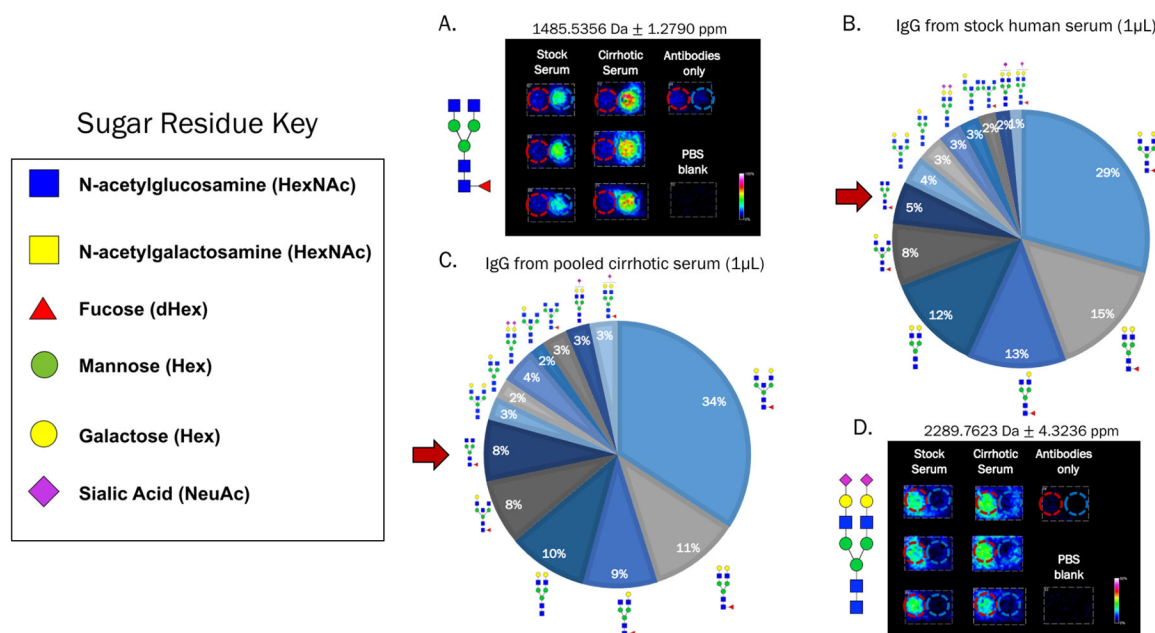 Sugar Residue Key
N-acetylglucosamine (HexNAc)
N-acetylgalactosamine (HexNAc)
Fucose (dHex)
Mannose (Hex)
Galactose (Hex)
Sialic Acid (NeuAc)
A.
1485.5356 Da ± 1.2790 ppm
Stock
Serum
Cirrhotic
Serum
Antibodies
only
PBS
blank
100%
0%
B.
IgG from stock human serum (1µL)
29%
15%
13%
12%
8%
5%
4%
3%
3%
3%
2%
2%
1%
C.
IgG from pooled cirrhotic serum (1µL)
34%
11%
9%
10%
8%
8%
3%
2%
4%
2%
3%
3%
3%
D.
2289.7623 Da ± 4.3236 ppm
Stock
Serum
Cirrhotic
Serum
Antibodies
only
PBS
blank
0%